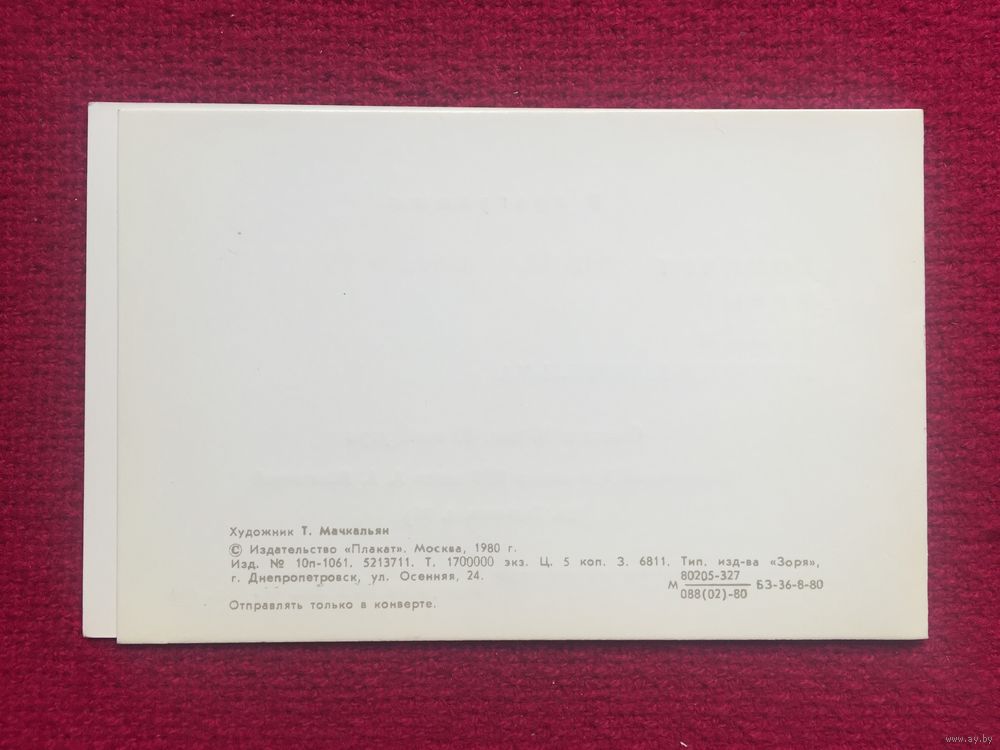 Художник Т. Мачкальян
© Издательство «Плакат». Москва, 1980 г.
Изд. № 10п-1061. 5213711. Т. 1700000 экз. Ц. 5 коп. З. 6811. Тип. изд-ва «Зоря»,
г. Днепропетровск, ул. Осенняя, 24.
80205-327
М БЗ-36-8-80
088(02)-80
Отправлять только в конверте.
www.ay.by